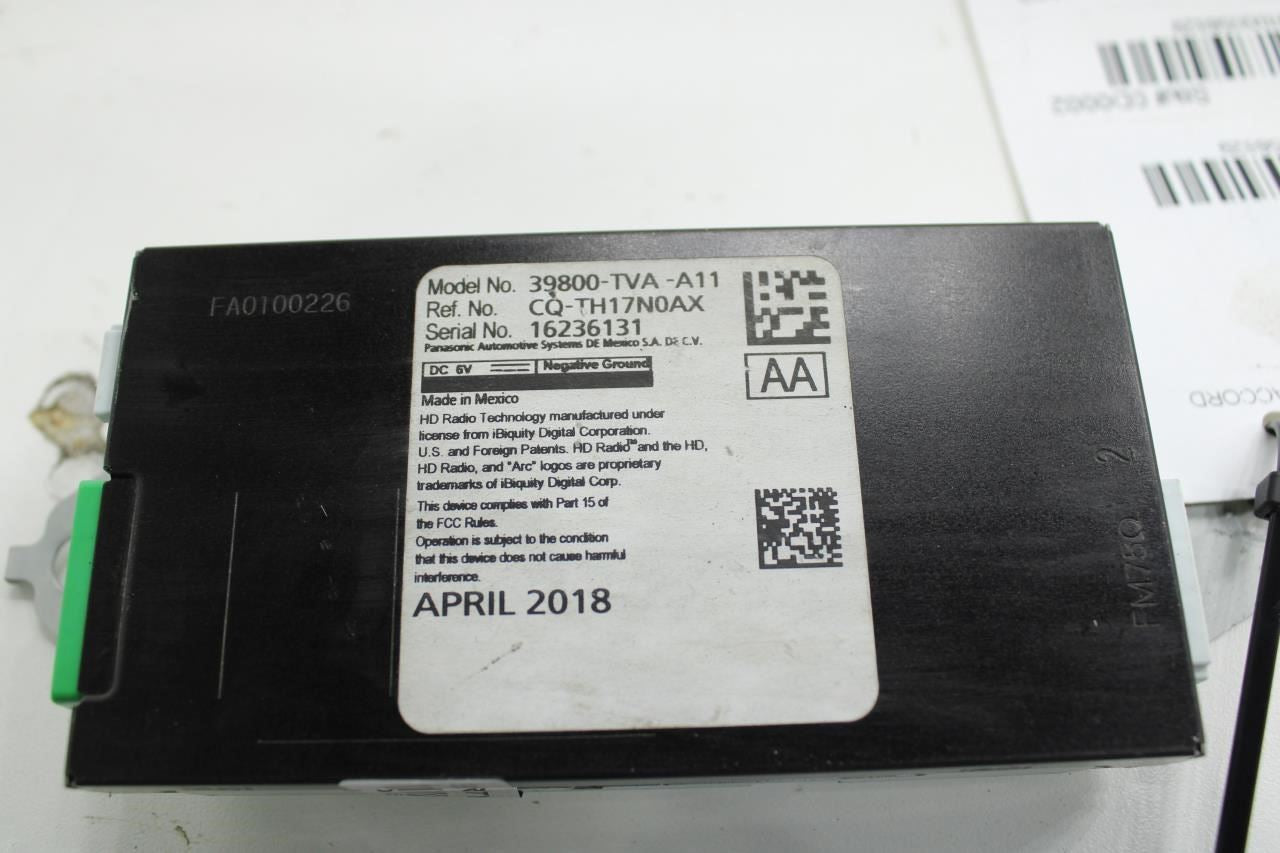 FA0100226
Model No. 39800-TVA -A11
Ref. No. CQ-TH17N0AX
Serial No. 16236131
Panasonic Automotive Systems DE Mexico S.A. DE C.V.
DC 6V Negative Ground
AA
Made in Mexico
HD Radio Technology manufactured under
license from iBiquity Digital Corporation.
U.S. and Foreign Patents. HD Radio™ and the HD,
HD Radio, and "Arc" logos are proprietary
trademarks of iBiquity Digital Corp.
This device complies with Part 15 of
the FCC Rules.
Operation is subject to the condition
that this device does not cause harmful
interference.
APRIL 2018
FM750 2
ACCORD